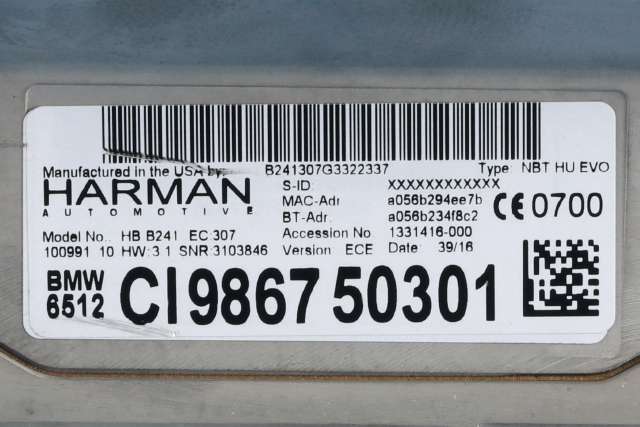 Manufactured in the USA by: B241307G3322337 Type: NBT HU EVO
HARMAN
AUTOMOTIVE
S-ID: XXXXXXXXXXXX
MAC-Adr a056b294ee7b
BT-Adr.: a056b234f8c2
CE 0700
Model No.: HB B241 EC:307 Accession No. 1331416-000
100991 10 HW:3.1 SNR:3103846 Version: ECE Date: 39/16
BMW
6512
CI 9867 50301